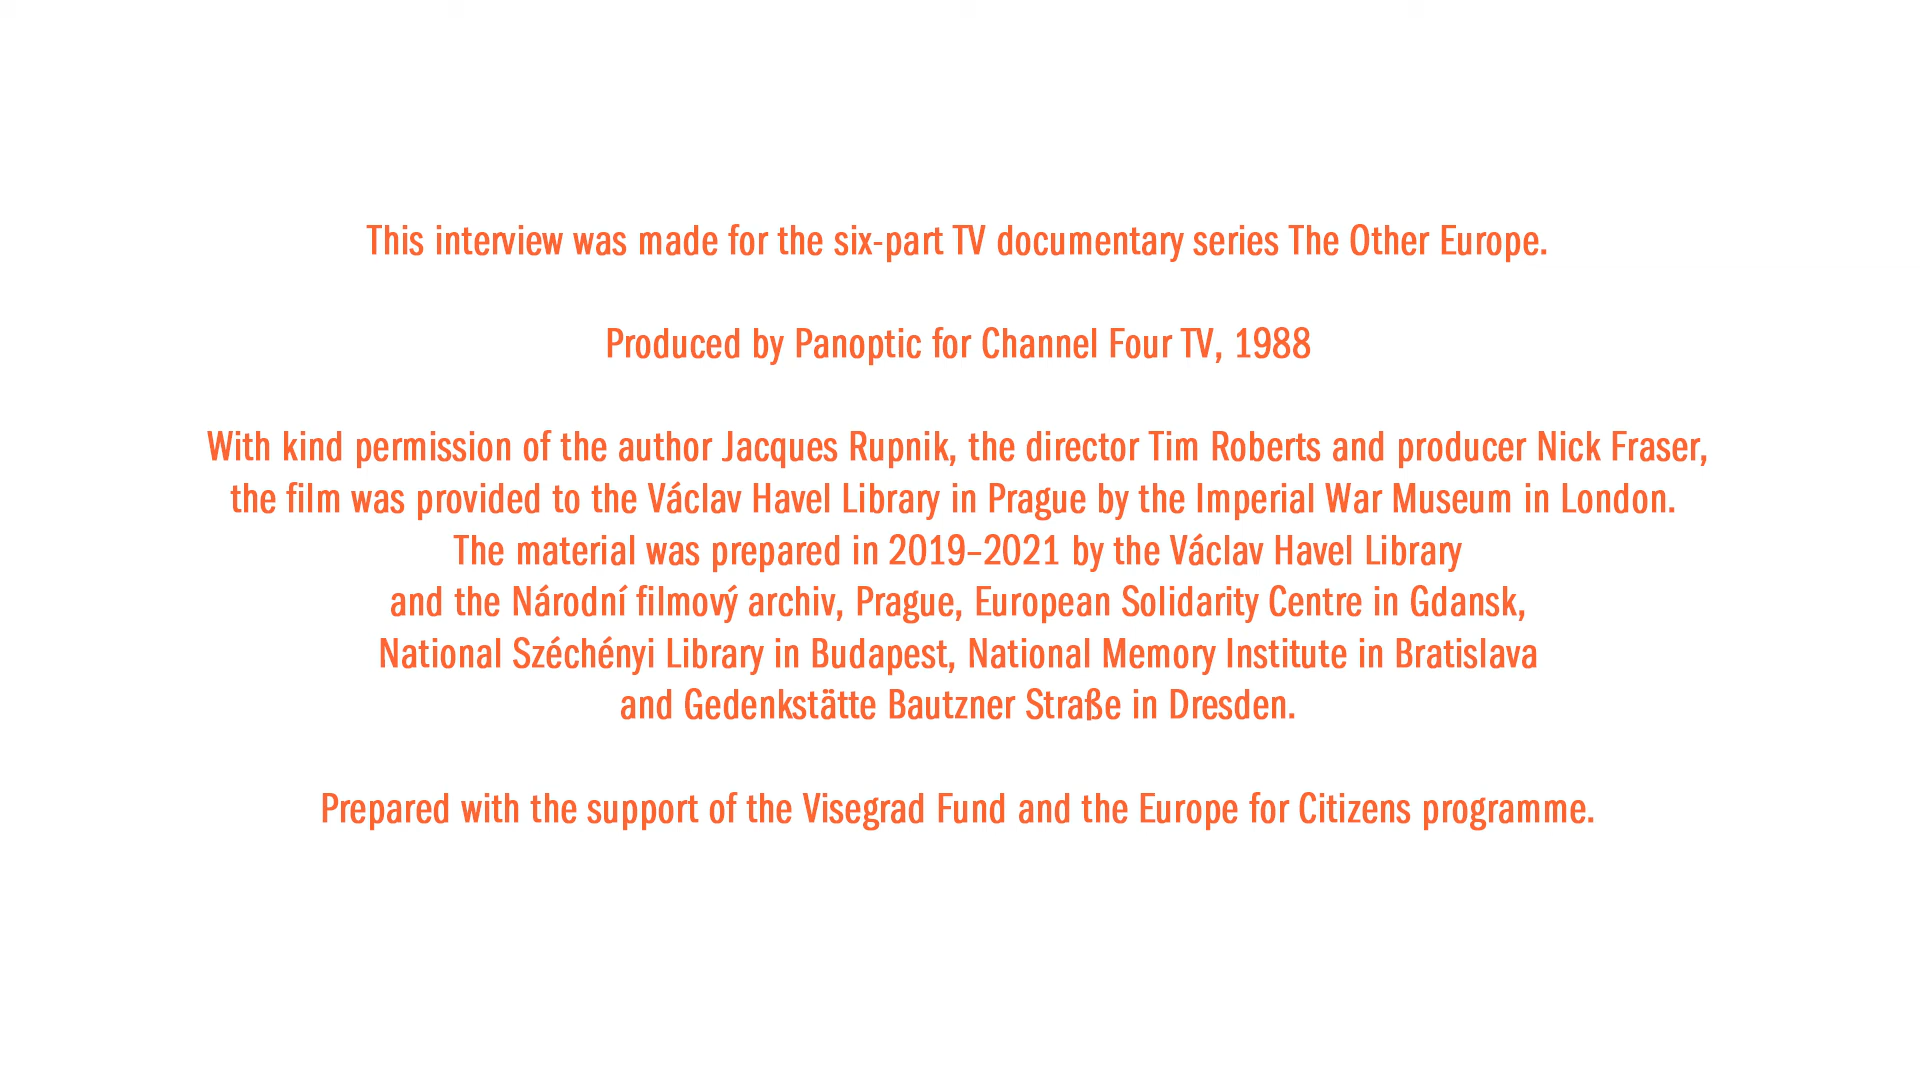 This interview was made for the six-part TV documentary series The Other Europe.
Produced by Panoptic for Channel Four TV, 1988
With kind permission of the author Jacques Rupnik, the director Tim Roberts and producer Nick Fraser,
the film was provided to the Václav Havel Library in Prague by the Imperial War Museum in London.
The material was prepared in 2019–2021 by the Václav Havel Library
and the Národní filmový archiv, Prague, European Solidarity Centre in Gdansk,
National Széchényi Library in Budapest, National Memory Institute in Bratislava
and Gedenkstätte Bautzner Straße in Dresden.
Prepared with the support of the Visegrad Fund and the Europe for Citizens programme.